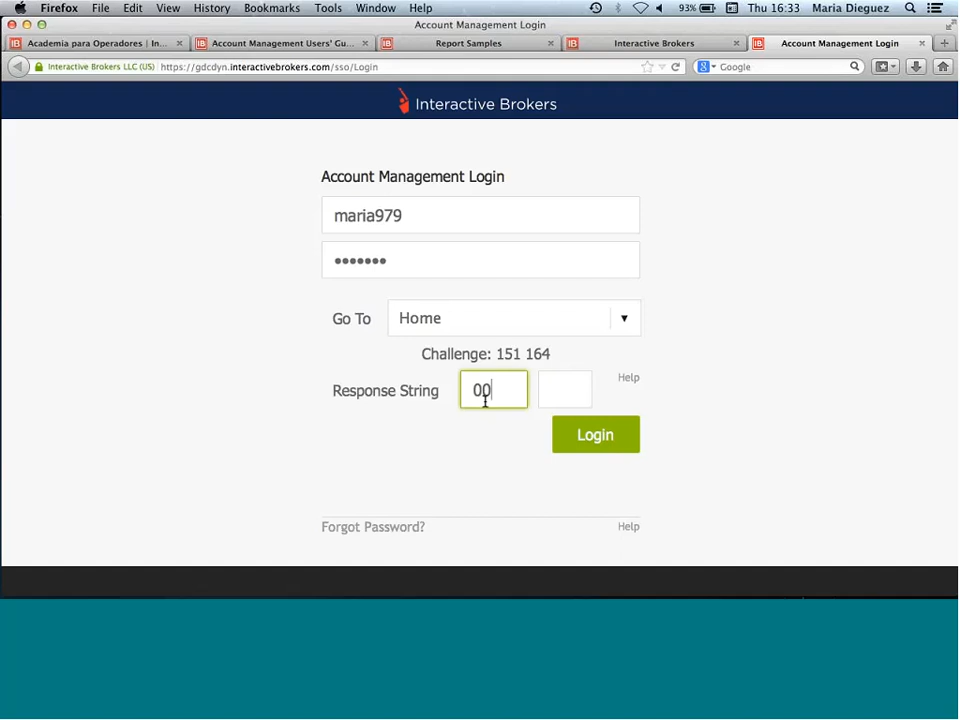 Firefox File Edit View History Bookmarks Tools Window Help 93% Thu 16:33 Maria Dieguez
Account Management Login
Academia para Operadores | In... Account Management Users' Gu... Report Samples Interactive Brokers Account Management Login
Interactive Brokers LLC (US) https://gdcdyn.interactivebrokers.com/sso/Login Google
Interactive Brokers
Account Management Login
maria979
Go To Home
Challenge: 151 164
Response String 00 Help
Login
Forgot Password? Help